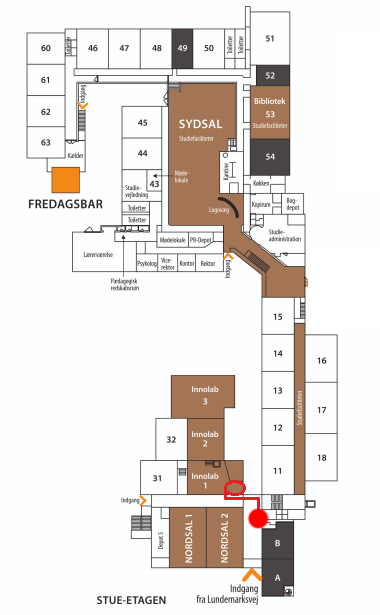 51
60
Toiletter
46
47
48
49
50
Toiletter
Toiletter
61
52
Indgang
62
Bibliotek
53
Studiefaciliteter
SYDSAL
Studiefaciliteter
45
63
44
54
Kælder
Kantine
Møde-
lokale
43
Køkken
Studie-
vejledning
FREDAGSBAR
Toiletter
Toiletter
Logovæg
Kopirum
Bog-
depot
Studie-
administration
Lærerværelse
Mødelokale
PR-Depot
Psykolog
Vice-
rektor
Kontor
Rektor
Indgang
Pædagogisk
redskabsrum
15
14
16
13
Innolab
3
Studiefaciliteter
17
12
32
Innolab
2
18
11
31
Innolab
1
Indgang
Depot 5
NORDSAL 1
NORDSAL 2
B
A
STUE-ETAGEN
Indgang
fra Lundemarksvej